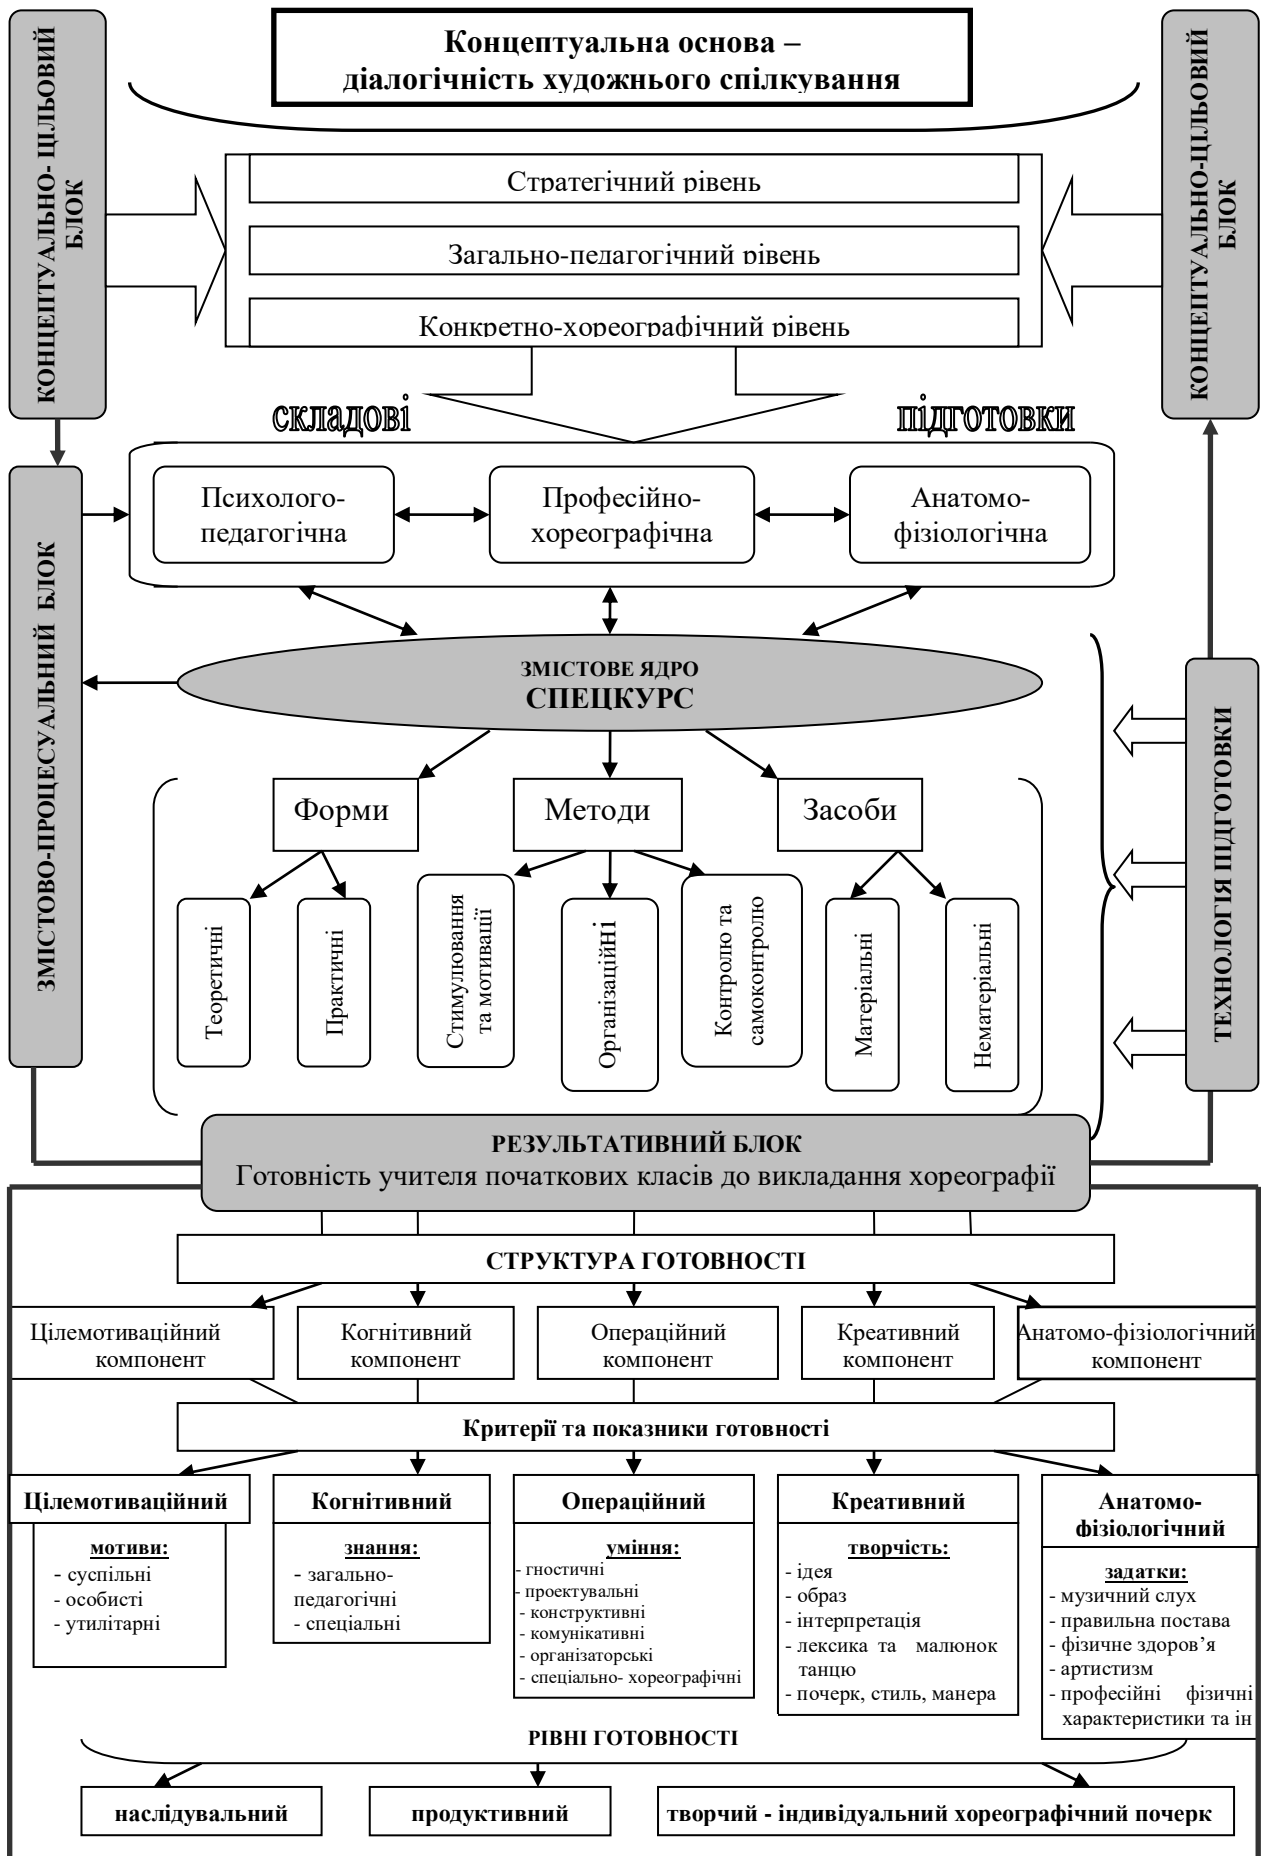 Концептуальна основа –
діалогічність художнього спілкування
КОНЦЕПТУАЛЬНО- ЦІЛЬОВИЙ
БЛОК
КОНЦЕПТУАЛЬНО-ЦІЛЬОВИЙ
БЛОК
Стратегічний рівень
Загально-педагогічний рівень
Конкретно-хореографічний рівень
складові
підготовки
Психолого-
педагогічна
Професійно-
хореографічна
Анатомо-
фізіологічна
ЗМІСТОВО-ПРОЦЕСУАЛЬНИЙ БЛОК
ЗМІСТОВЕ ЯДРО
СПЕЦКУРС
ТЕХНОЛОГІЯ ПІДГОТОВКИ
Форми
Методи
Засоби
Теоретичні
Практичні
Стимулювання
та мотивації
Організаційні
Контролю та
самоконтролю
Матеріальні
Нематеріальні
РЕЗУЛЬТАТИВНИЙ БЛОК
Готовність учителя початкових класів до викладання хореографії
СТРУКТУРА ГОТОВНОСТІ
Цілемотиваційний
компонент
Когнітивний
компонент
Операційний
компонент
Креативний
компонент
Анатомо-фізіологічний
компонент
Критерії та показники готовності
Цілемотиваційний
мотиви:
- суспільні
- особисті
- утилітарні
Когнітивний
знання:
- загально-
педагогічні
- спеціальні
Операційний
уміння:
- гностичні
- проектувальні
- конструктивні
- комунікативні
- організаторські
- спеціально- хореографічні
Креативний
творчість:
- ідея
- образ
- інтерпретація
- лексика та малюнок
танцю
- почерк, стиль, манера
Анатомо-
фізіологічний
задатки:
- музичний слух
- правильна постава
- фізичне здоров’я
- артистизм
- професійні фізичні
характеристики та ін
РІВНІ ГОТОВНОСТІ
наслідувальний
продуктивний
творчий - індивідуальний хореографічний почерк